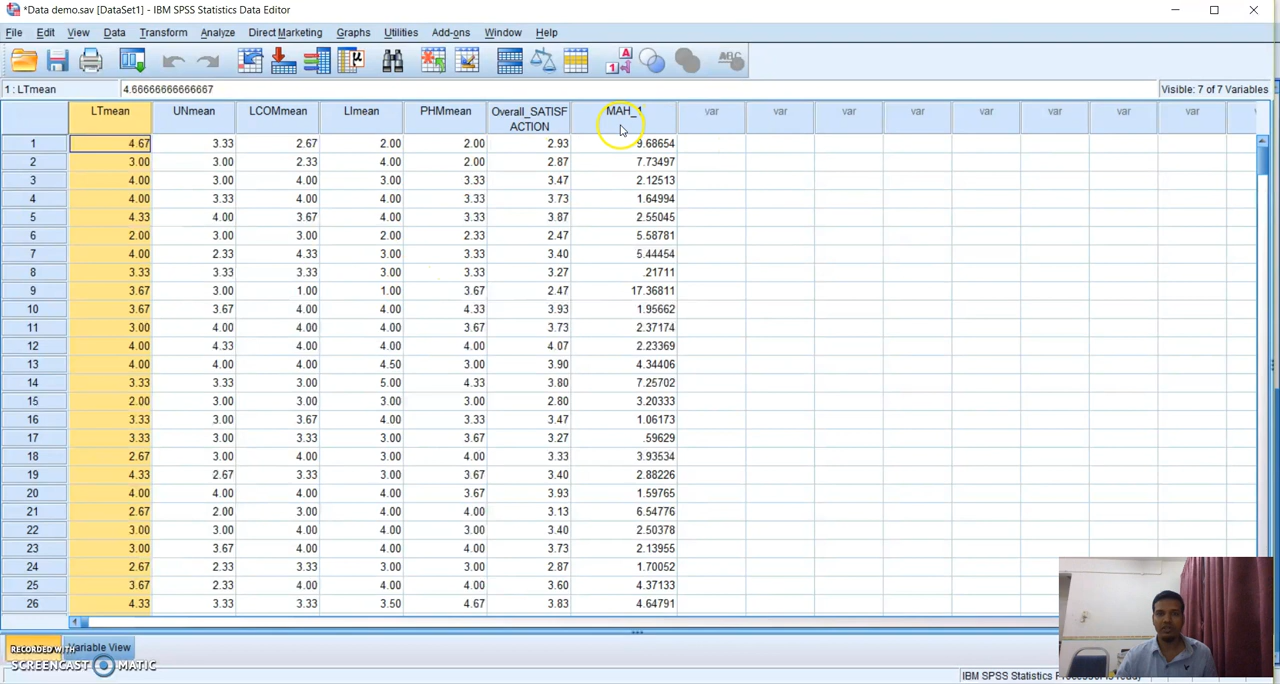 *Data demo.sav [DataSet1] - IBM SPSS Statistics Data Editor
File Edit View Data Transform Analyze Direct Marketing Graphs Utilities Add-ons Window Help
1 : LTmean 4.66666666666667 Visible: 7 of 7 Variables
LTmean UNmean LCOMmean LImean PHMmean Overall_SATISF MAH_1 var var var var var var var var
ACTION
1 4.67 3.33 2.67 2.00 2.00 2.93 9.68654
2 3.00 3.00 2.33 4.00 2.00 2.87 7.73497
3 4.00 3.00 4.00 3.00 3.33 3.47 2.12513
4 4.00 3.33 4.00 4.00 3.33 3.73 1.64994
5 4.33 4.00 3.67 4.00 3.33 3.87 2.55045
6 2.00 3.00 3.00 2.00 2.33 2.47 5.58781
7 4.00 2.33 4.33 3.00 3.33 3.40 5.44454
8 3.33 3.33 3.33 3.00 3.33 3.27 .21711
9 3.67 3.00 1.00 1.00 3.67 2.47 17.36811
10 3.67 3.67 4.00 4.00 4.33 3.93 1.95662
11 3.00 4.00 4.00 4.00 3.67 3.73 2.37174
12 4.00 4.33 4.00 4.00 4.00 4.07 2.23369
13 4.00 4.00 4.00 4.50 3.00 3.90 4.34406
14 3.33 3.33 3.00 5.00 4.33 3.80 7.25702
15 2.00 3.00 3.00 3.00 3.00 2.80 3.20333
16 3.33 3.00 3.67 4.00 3.33 3.47 1.06173
17 3.33 3.00 3.33 3.00 3.67 3.27 .59629
18 2.67 3.00 4.00 4.00 3.00 3.33 3.93534
19 4.33 2.67 3.33 3.00 3.67 3.40 2.88226
20 4.00 4.00 4.00 4.00 3.67 3.93 1.59765
21 2.67 2.00 3.00 4.00 4.00 3.13 6.54776
22 3.00 3.00 4.00 4.00 3.00 3.40 2.50378
23 3.00 3.67 4.00 4.00 4.00 3.73 2.13955
24 2.67 2.33 3.33 3.00 3.00 2.87 1.70052
25 3.67 2.33 4.00 4.00 4.00 3.60 4.37133
26 4.33 3.33 3.33 3.50 4.67 3.83 4.64791
Variable View
RECORDED WITH
SCREENCAST MATIC
IBM SPSS Statistics